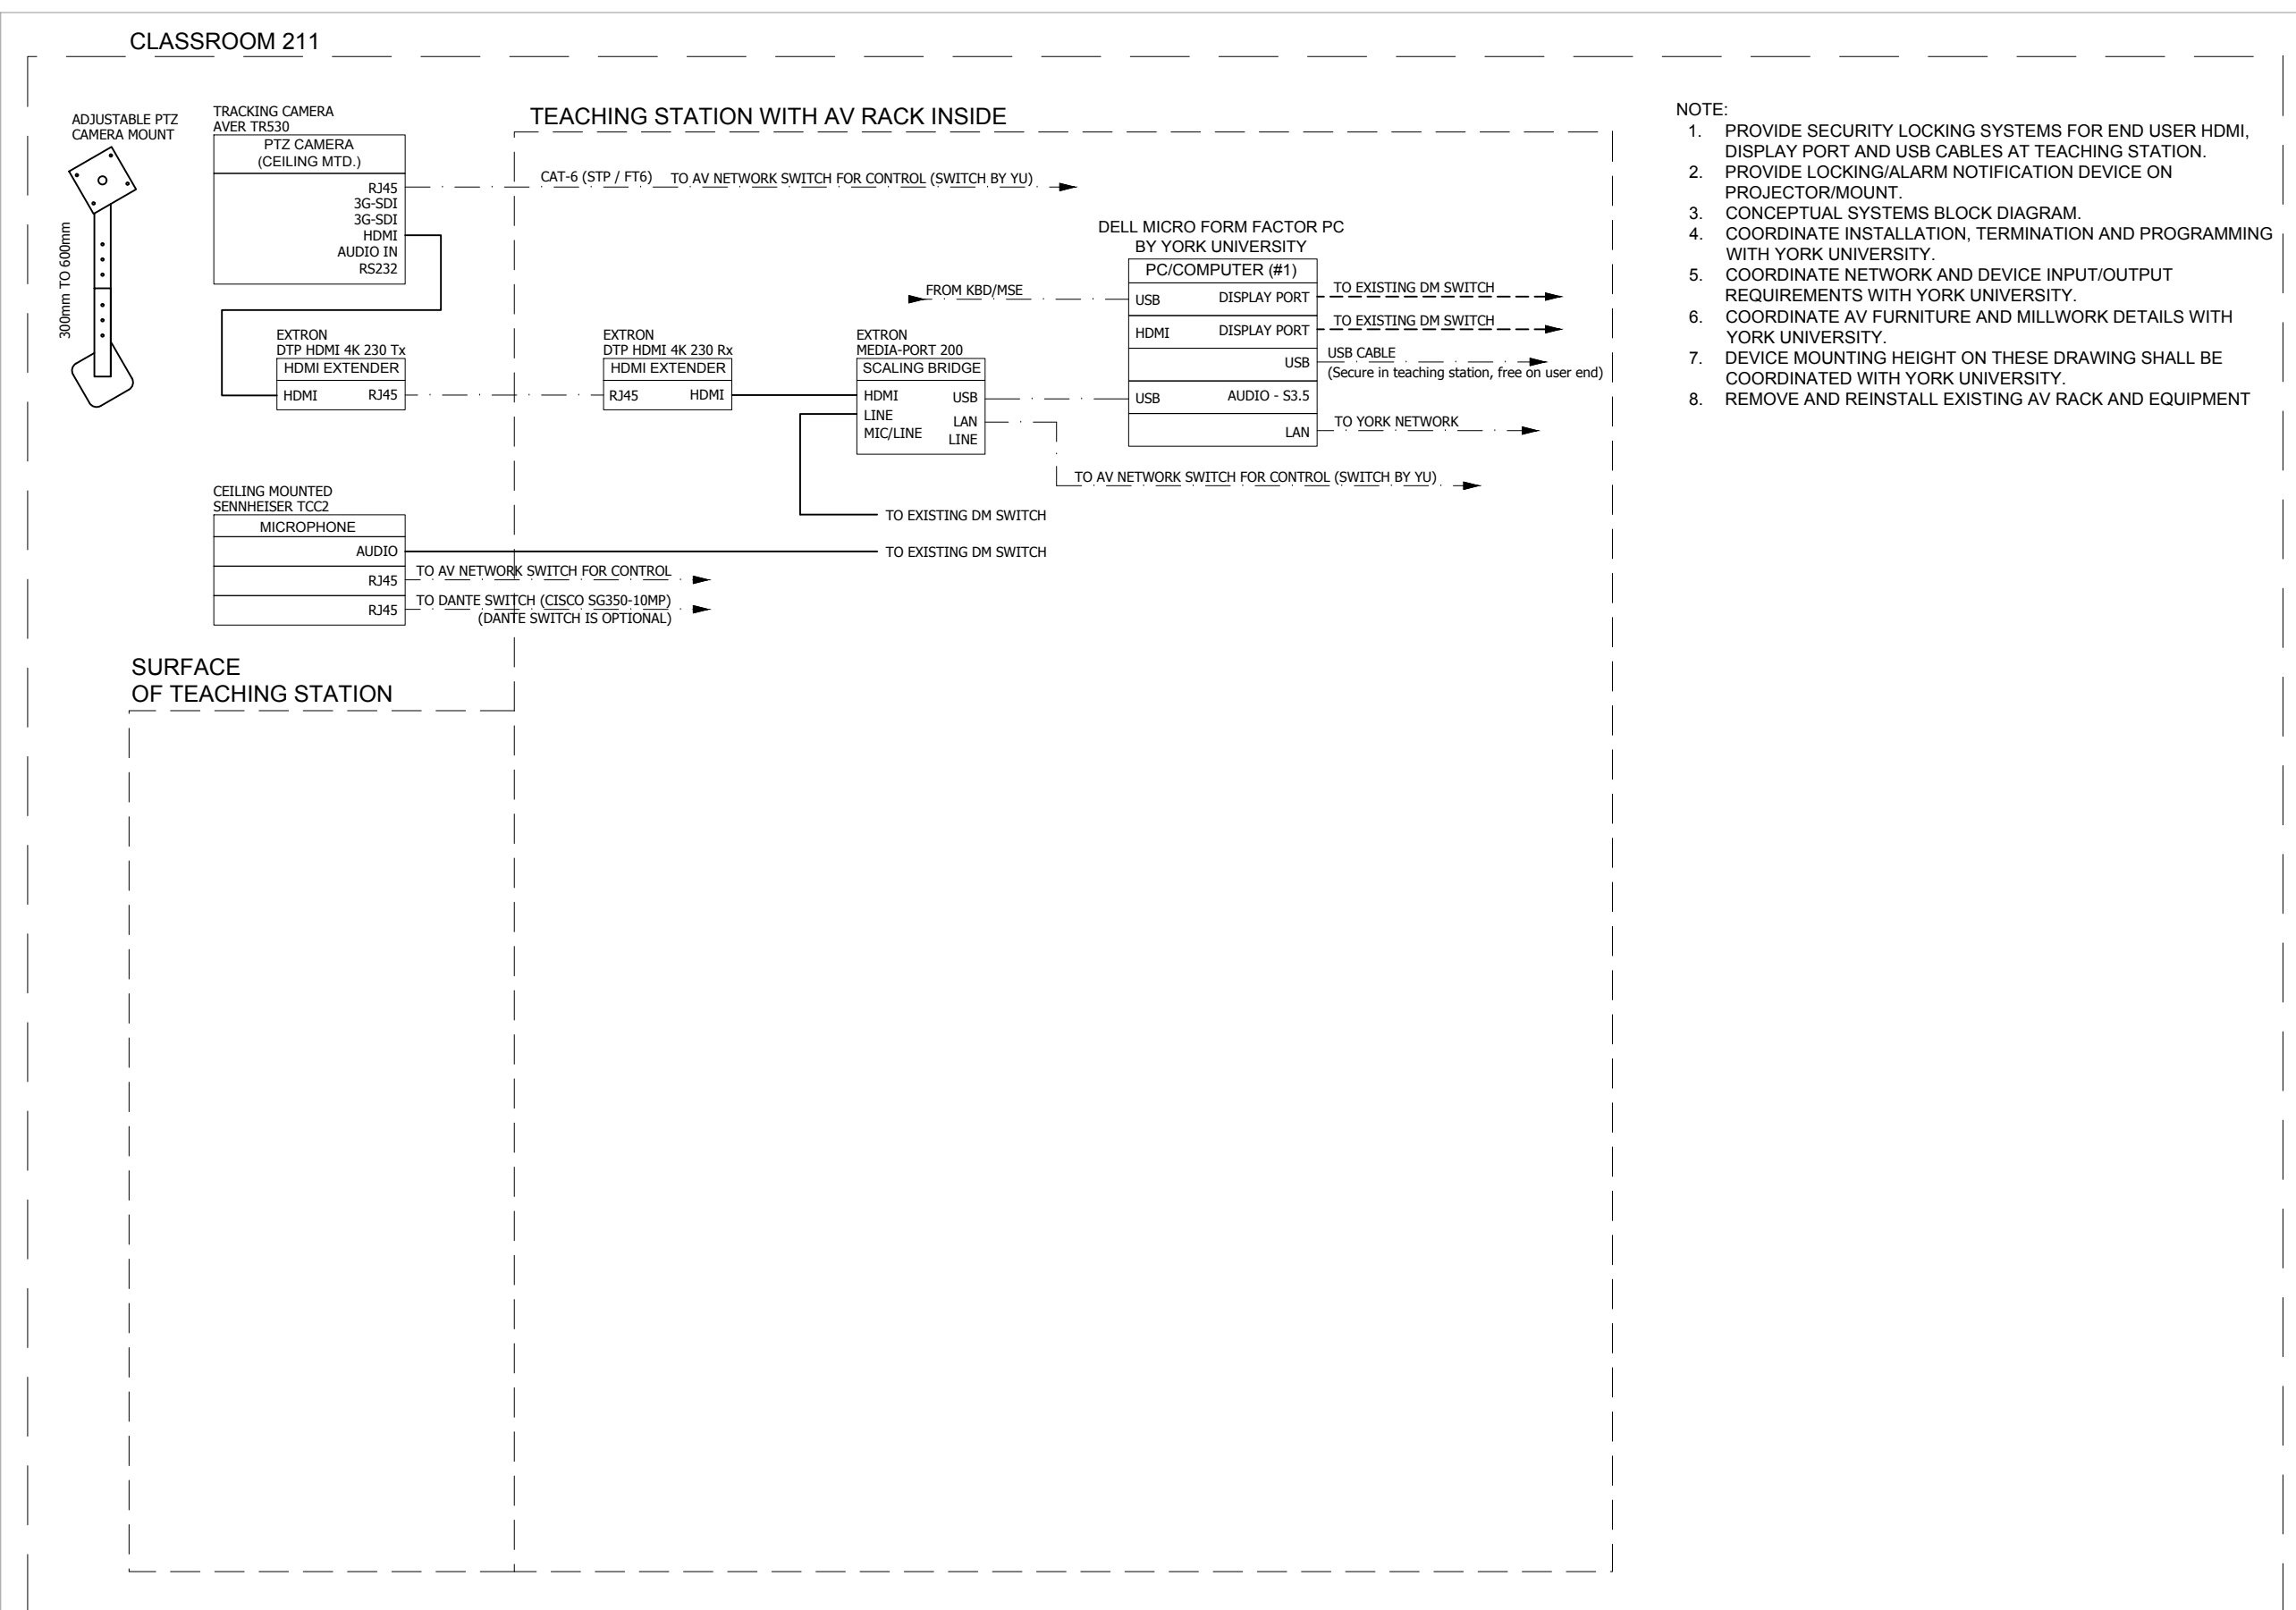 CLASSROOM 211
ADJUSTABLE PTZ
CAMERA MOUNT
300mm TO 600mm
TRACKING CAMERA
AVER TR530
PTZ CAMERA
(CEILING MTD.)
RJ45
3G-SDI
3G-SDI
HDMI
AUDIO IN
RS232
TEACHING STATION WITH AV RACK INSIDE
CAT-6 (STP / FT6) TO AV NETWORK SWITCH FOR CONTROL (SWITCH BY YU)
EXTRON
DTP HDMI 4K 230 Tx
HDMI EXTENDER
HDMI RJ45
EXTRON
DTP HDMI 4K 230 Rx
HDMI EXTENDER
RJ45 HDMI
EXTRON
MEDIA-PORT 200
SCALING BRIDGE
HDMI USB
LINE LAN
MIC/LINE LINE
DELL MICRO FORM FACTOR PC
BY YORK UNIVERSITY
PC/COMPUTER (#1)
FROM KBD/MSE
USB DISPLAY PORT
TO EXISTING DM SWITCH
HDMI DISPLAY PORT
TO EXISTING DM SWITCH
USB
USB CABLE
(Secure in teaching station, free on user end)
USB AUDIO - S3.5
LAN
TO YORK NETWORK
TO AV NETWORK SWITCH FOR CONTROL (SWITCH BY YU)
TO EXISTING DM SWITCH
CEILING MOUNTED
SENNHEISER TCC2
MICROPHONE
AUDIO
TO EXISTING DM SWITCH
RJ45
TO AV NETWORK SWITCH FOR CONTROL
RJ45
TO DANTE SWITCH (CISCO SG350-10MP)
(DANTE SWITCH IS OPTIONAL)
SURFACE
OF TEACHING STATION
NOTE:
1. PROVIDE SECURITY LOCKING SYSTEMS FOR END USER HDMI,
DISPLAY PORT AND USB CABLES AT TEACHING STATION.
2. PROVIDE LOCKING/ALARM NOTIFICATION DEVICE ON
PROJECTOR/MOUNT.
3. CONCEPTUAL SYSTEMS BLOCK DIAGRAM.
4. COORDINATE INSTALLATION, TERMINATION AND PROGRAMMING
WITH YORK UNIVERSITY.
5. COORDINATE NETWORK AND DEVICE INPUT/OUTPUT
REQUIREMENTS WITH YORK UNIVERSITY.
6. COORDINATE AV FURNITURE AND MILLWORK DETAILS WITH
YORK UNIVERSITY.
7. DEVICE MOUNTING HEIGHT ON THESE DRAWING SHALL BE
COORDINATED WITH YORK UNIVERSITY.
8. REMOVE AND REINSTALL EXISTING AV RACK AND EQUIPMENT